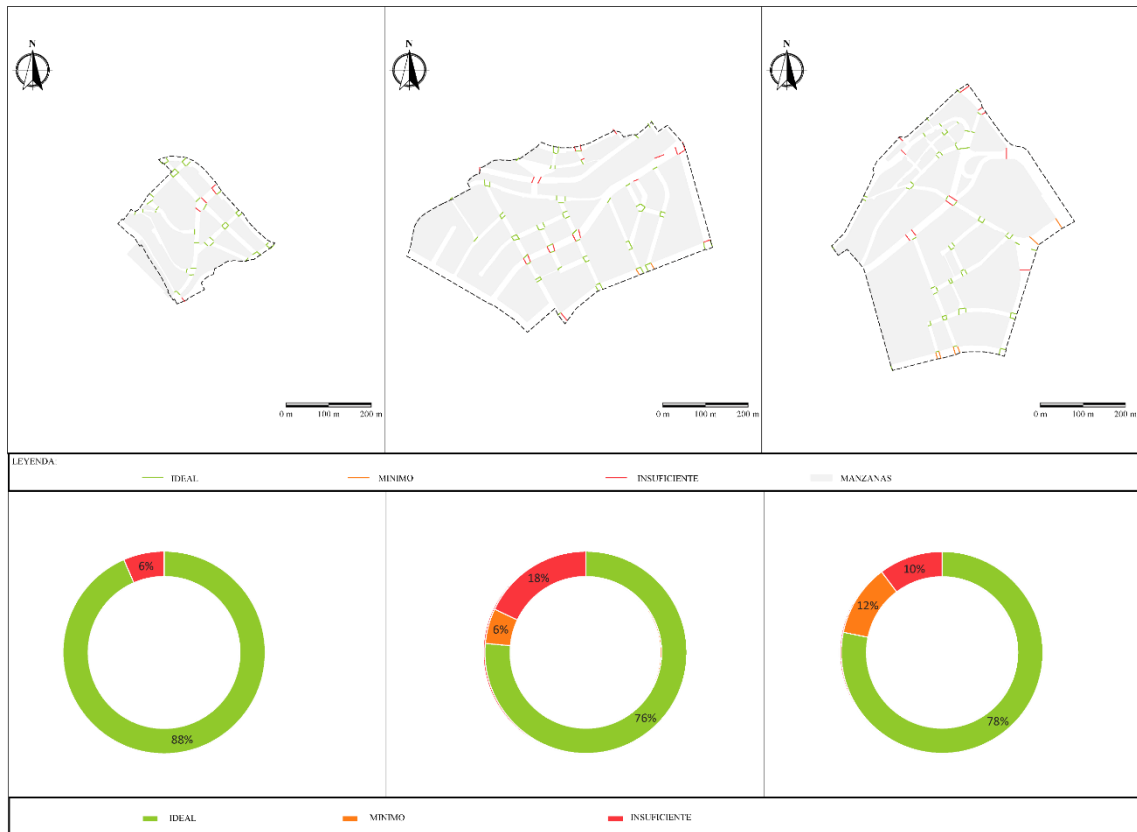 N N N
0 m 100 m 200 m 0 m 100 m 200 m 0 m 100 m 200 m
LEYENDA:
IDEAL MINIMO INSUFICIENTE MANZANAS
6% 88%
18% 6% 76%
10% 12% 78%
IDEAL MINIMO INSUFICIENTE